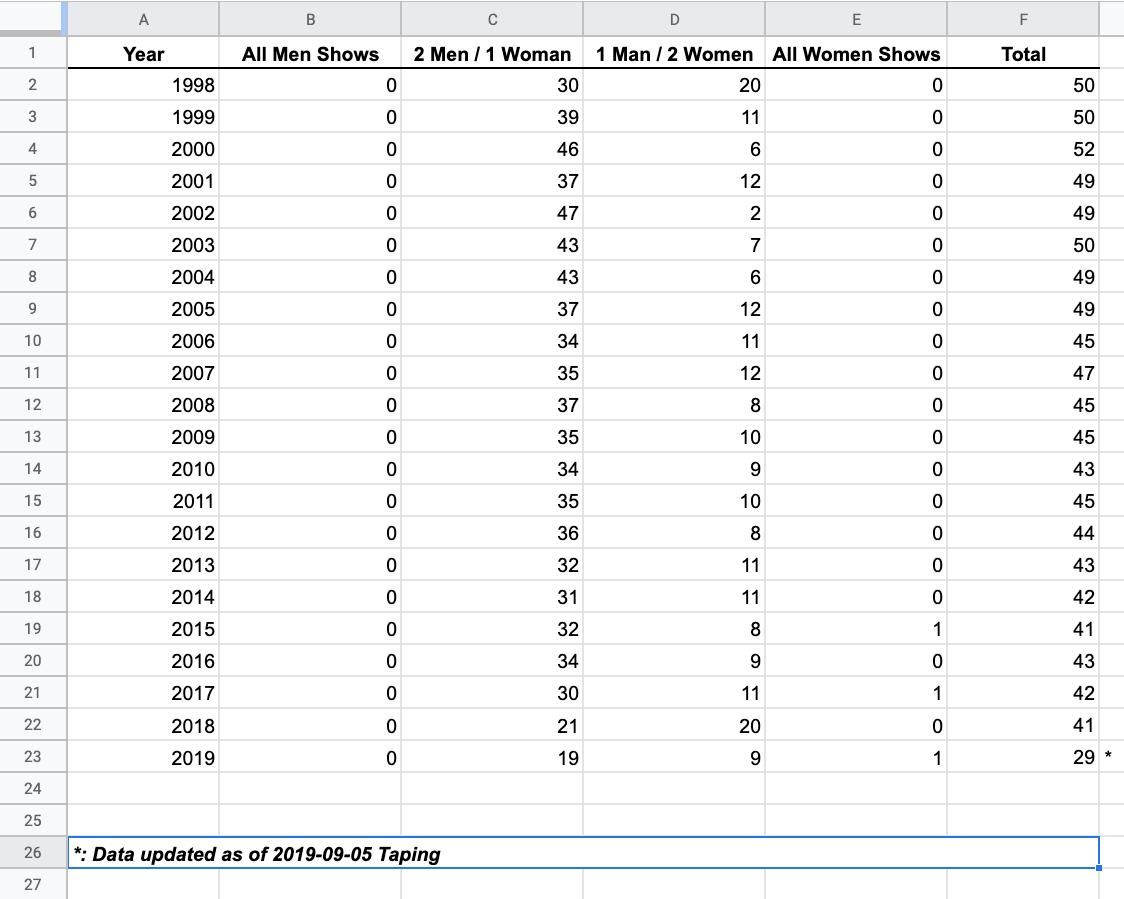 A B C D E F
1 Year All Men Shows 2 Men / 1 Woman 1 Man / 2 Women All Women Shows Total
2 1998 0 30 20 0 50
3 1999 0 39 11 0 50
4 2000 0 46 6 0 52
5 2001 0 37 12 0 49
6 2002 0 47 2 0 49
7 2003 0 43 7 0 50
8 2004 0 43 6 0 49
9 2005 0 37 12 0 49
10 2006 0 34 11 0 45
11 2007 0 35 12 0 47
12 2008 0 37 8 0 45
13 2009 0 35 10 0 45
14 2010 0 34 9 0 43
15 2011 0 35 10 0 45
16 2012 0 36 8 0 44
17 2013 0 32 11 0 43
18 2014 0 31 11 0 42
19 2015 0 32 8 1 41
20 2016 0 34 9 0 43
21 2017 0 30 11 1 42
22 2018 0 21 20 0 41
23 2019 0 19 9 1 29 *
24
25
26 *: Data updated as of 2019-09-05 Taping
27